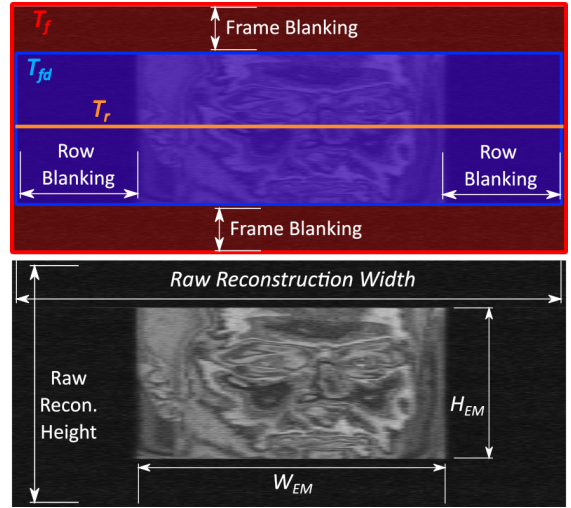 T_f
Frame Blanking
T_fd
T_r
Row
Blanking
Row
Blanking
Frame Blanking
Raw Reconstruction Width
Raw
Recon.
Height
H_EM
W_EM